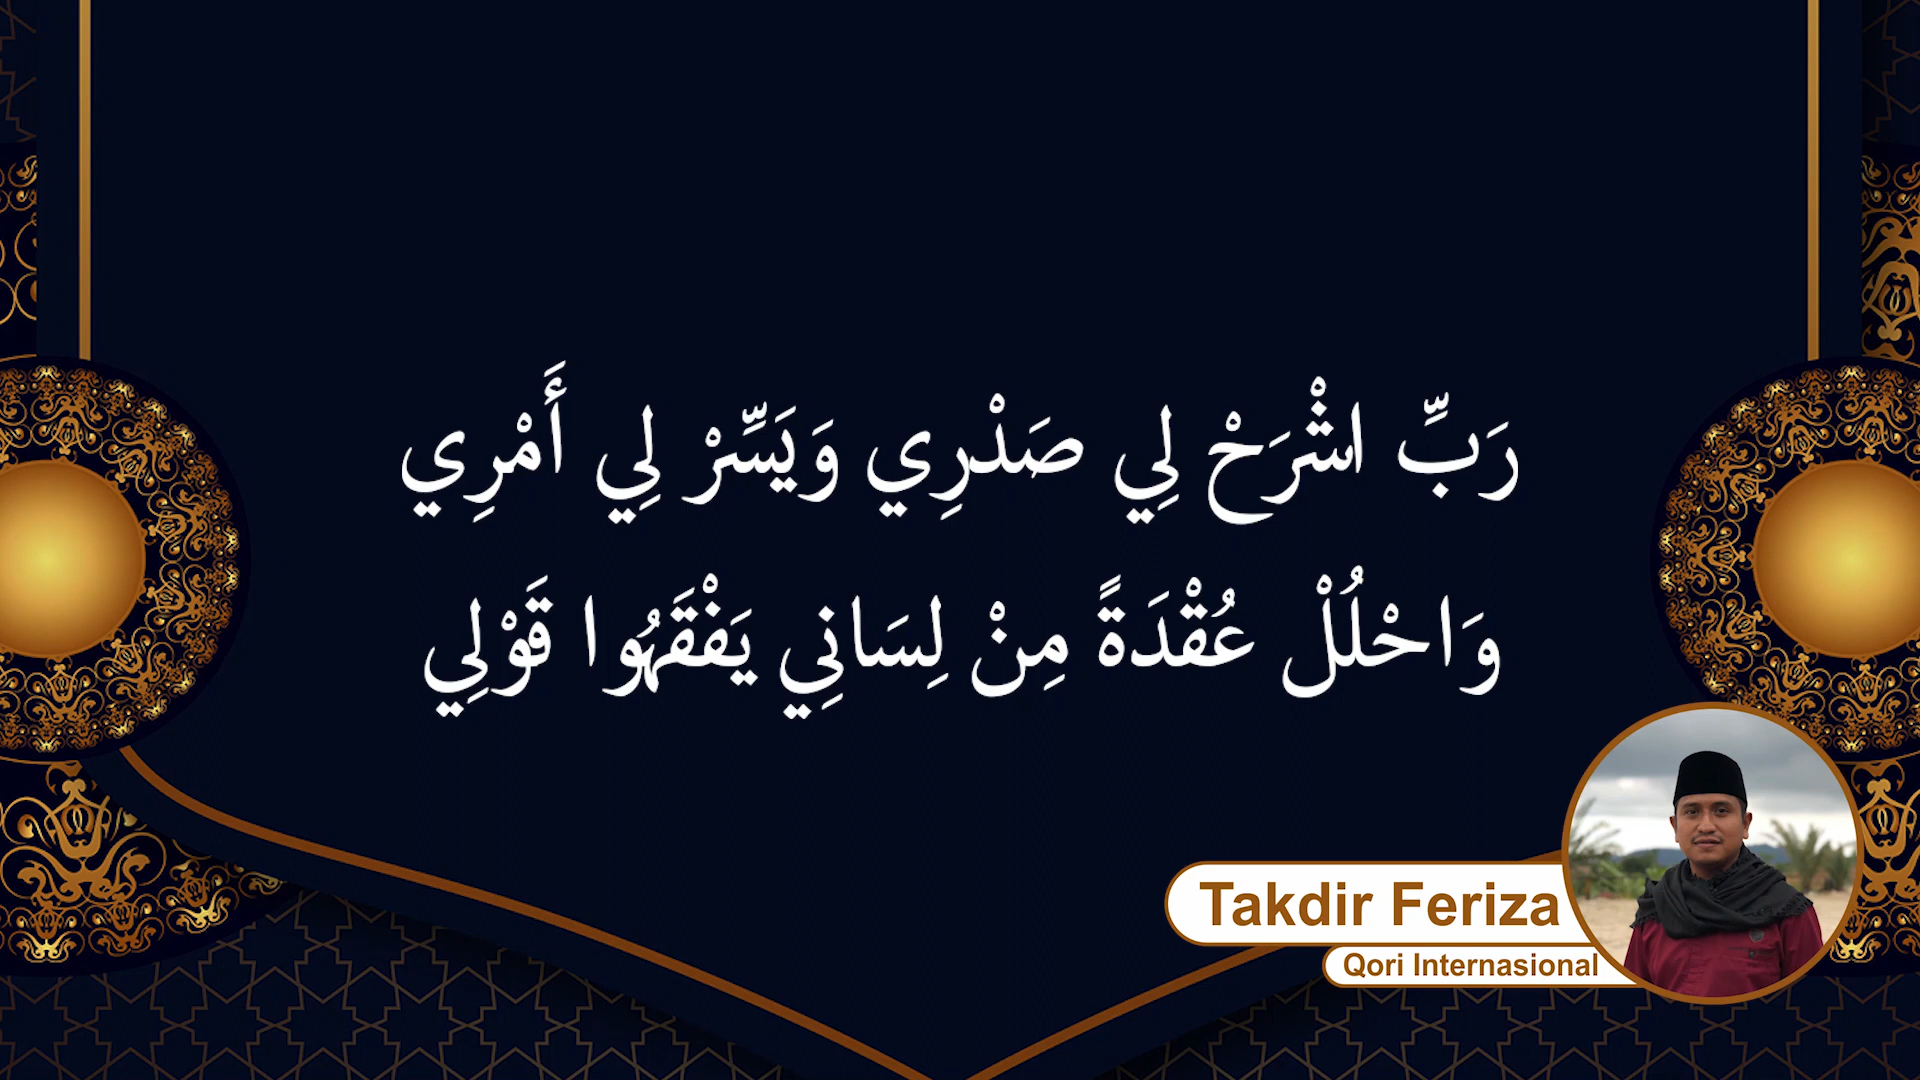 رَبِّ اشْرَحْ لِي صَدْرِي وَيَسِّرْ لِي أَمْرِي
وَاحْلُلْ عُقْدَةً مِنْ لِسَانِي يَفْقَهُوا قَوْلِي
Takdir Feriza
Qori Internasional